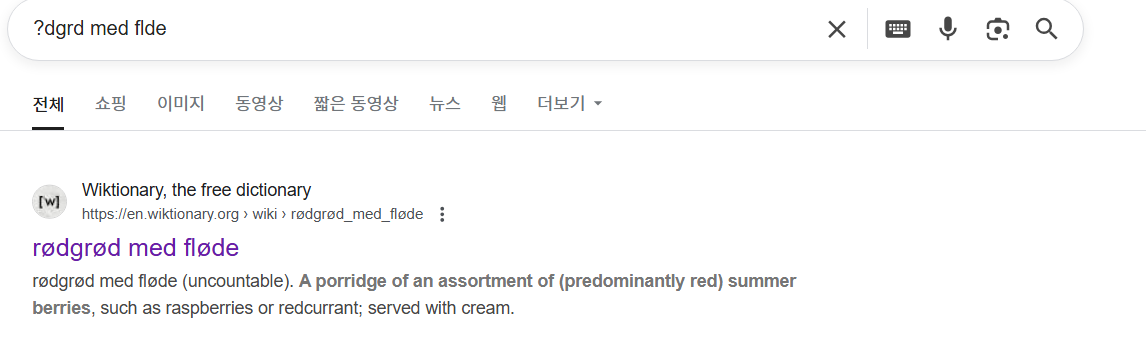 ?dgrd med flde
전체 쇼핑 이미지 동영상 짧은 동영상 뉴스 웹 더보기
[w]
Wiktionary, the free dictionary
https://en.wiktionary.org › wiki › rødgrød_med_fløde
rødgrød med fløde
rødgrød med fløde (uncountable). A porridge of an assortment of (predominantly red) summer
berries, such as raspberries or redcurrant; served with cream.